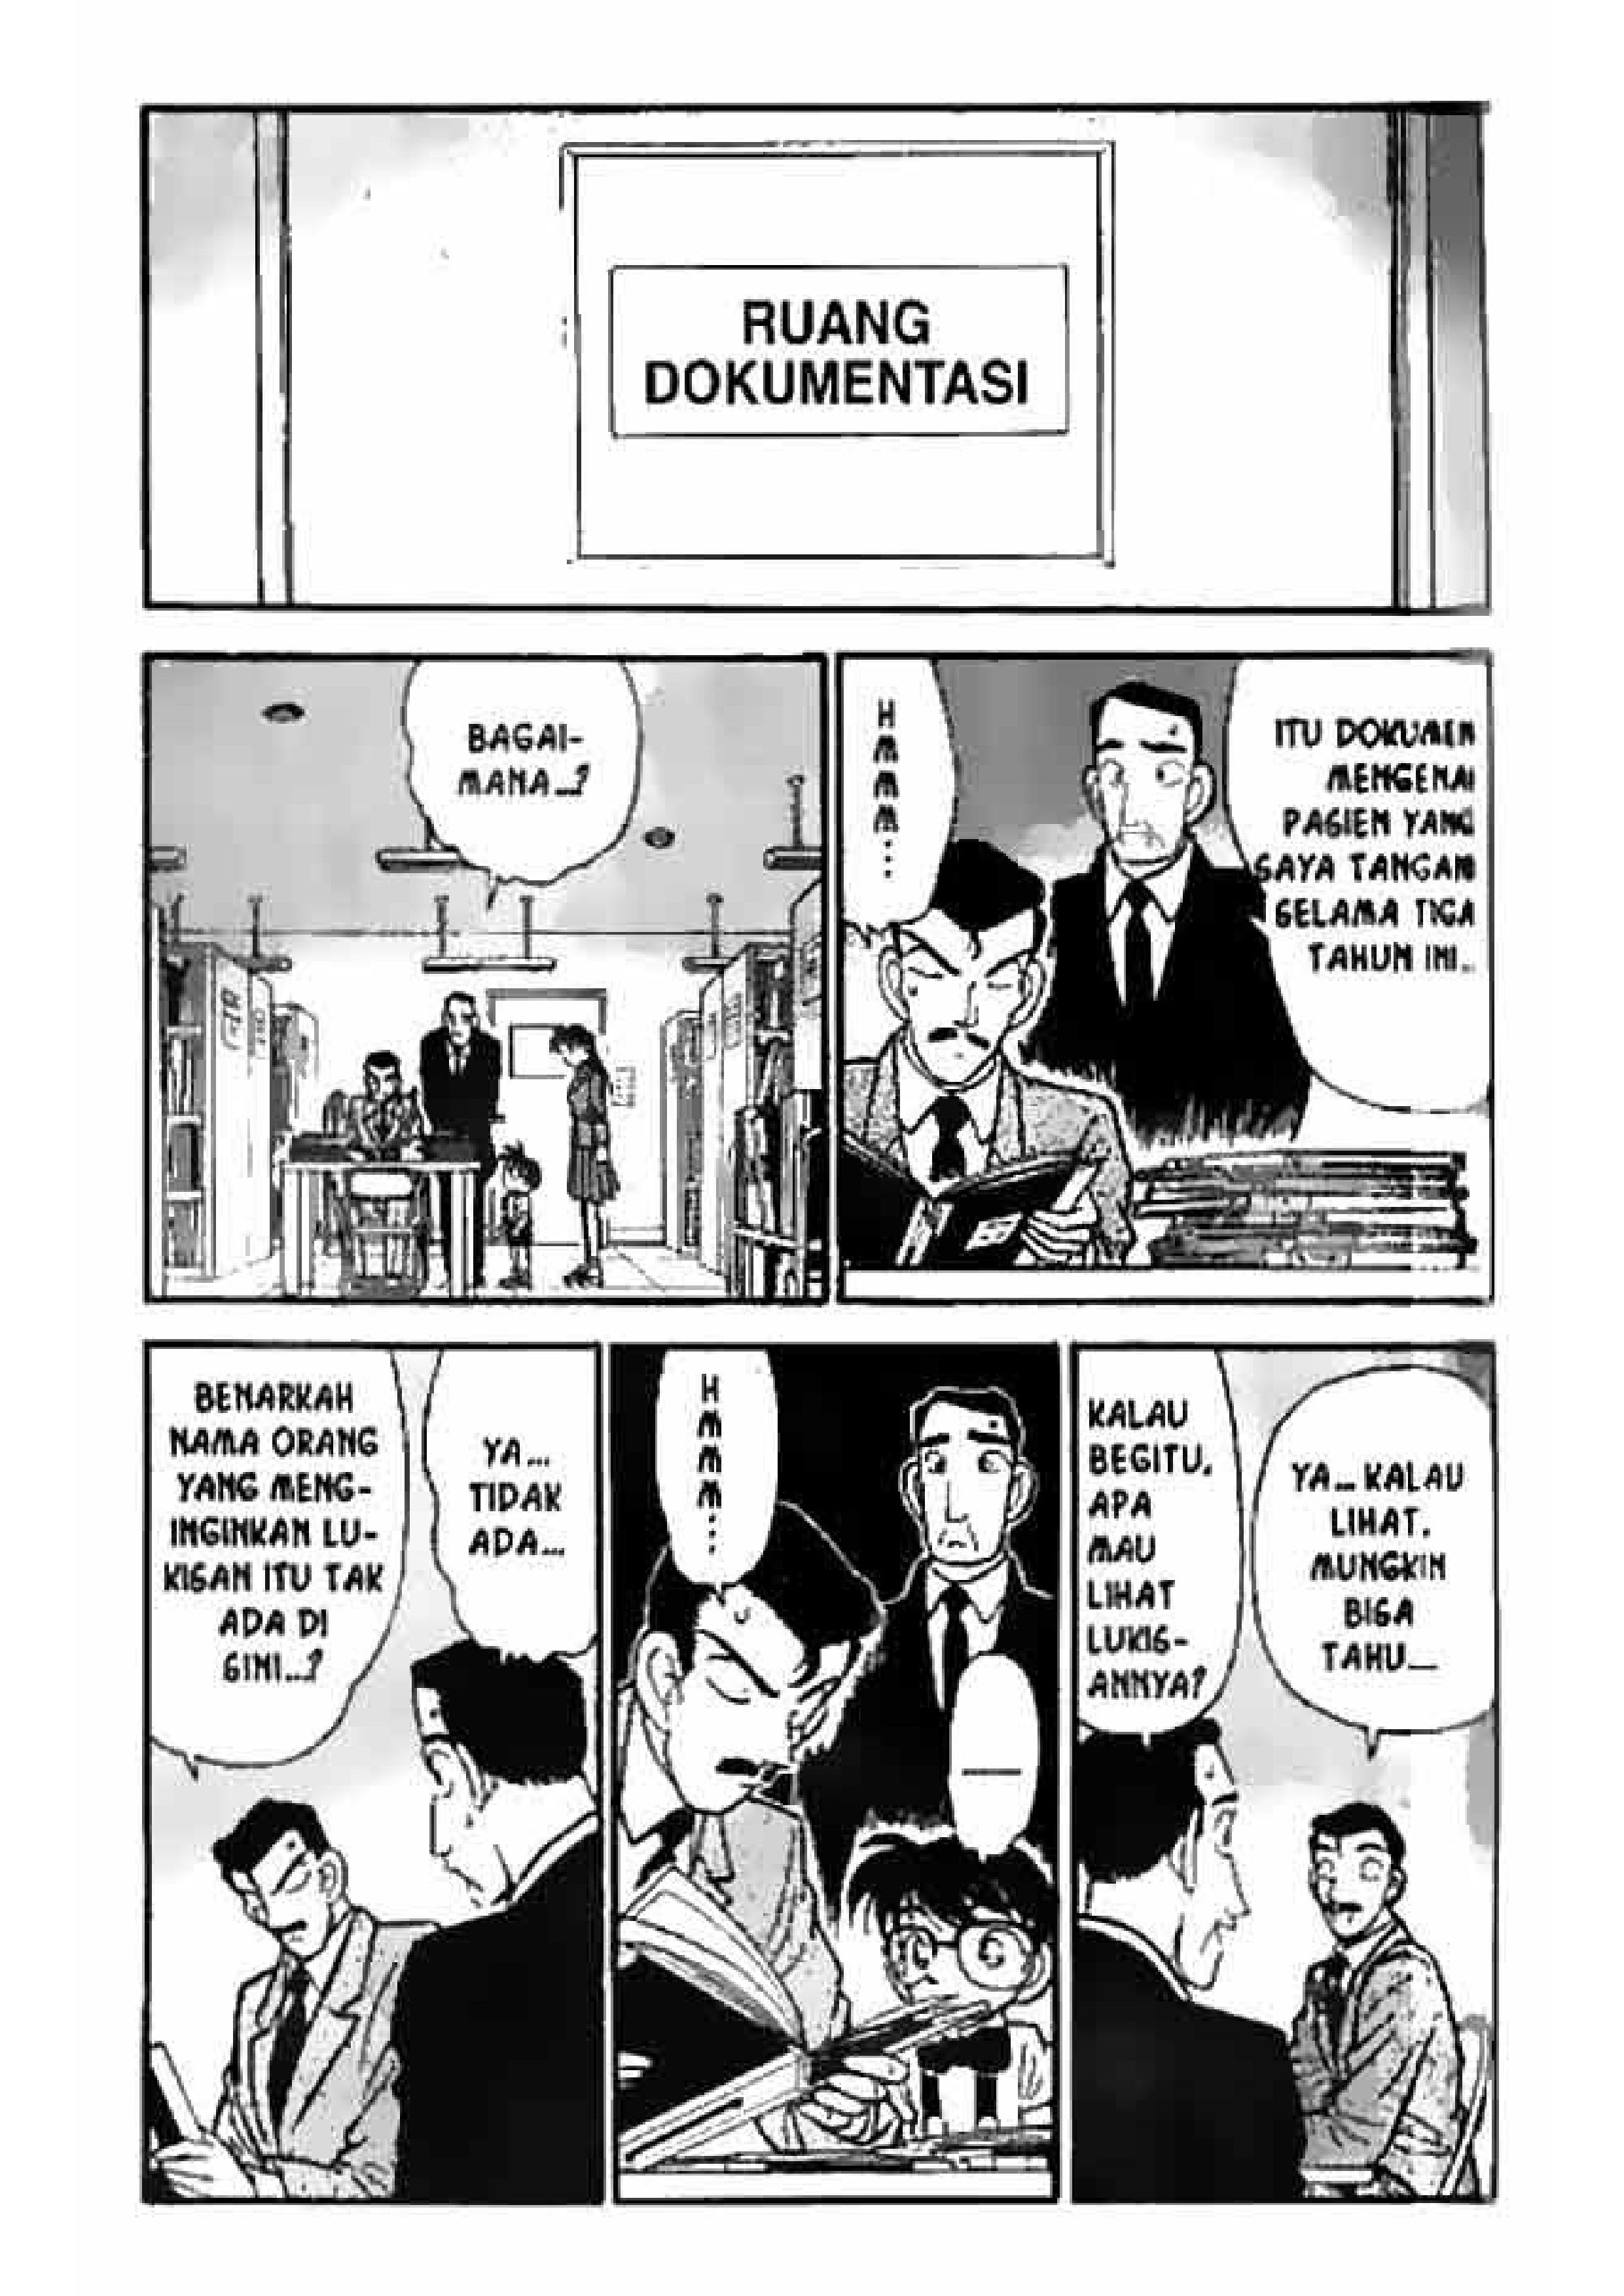 RUANG
DOKUMENTASI
BAGAI-
MANA...?
HMMM...
ITU DOKUMEN
MENGENAI
PASIEN YANG
SAYA TANGANI
SELAMA TIGA
TAHUN INI..
BENARKAH
NAMA ORANG
YANG MENG-
INGINKAN LU-
KISAN ITU TAK
ADA DI
SINI...?
YA...
TIDAK
ADA...
HMMM...
KALAU
BEGITU,
APA
MAU
LIHAT
LUKIS-
ANNYA?
YA... KALAU
LIHAT,
MUNGKIN
BISA
TAHU...